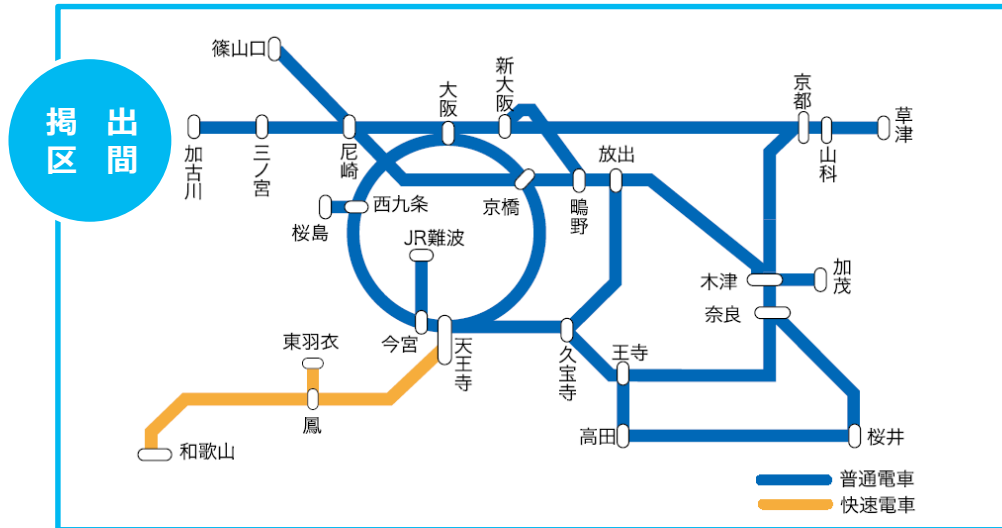 掲出
区間
篠山口
大阪
新大阪
京都
草津
加古川
三ノ宮
尼崎
山科
放出
西九条
京橋
鴫野
桜島
JR難波
木津
加茂
奈良
今宮
天王寺
久宝寺
王寺
東羽衣
鳳
高田
桜井
和歌山
普通電車
快速電車